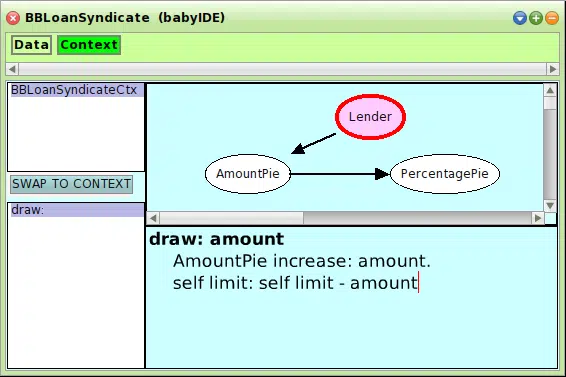 BBLoanSyndicate (babyIDE)
Data Context
BBLoanSyndicateCtx
SWAP TO CONTEXT
draw:
Lender
AmountPie PercentagePie
draw: amount
AmountPie increase: amount.
self limit: self limit - amount